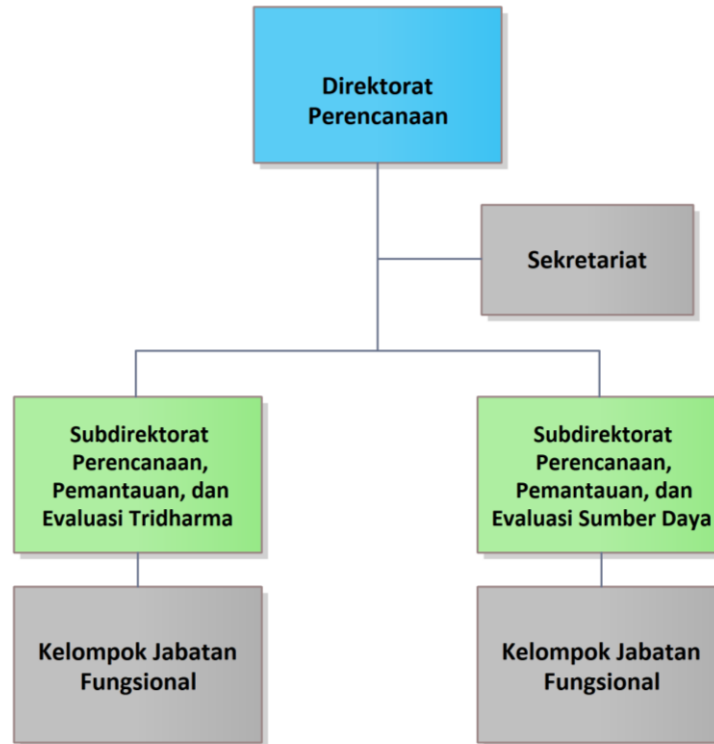 Direktorat
Perencanaan
Sekretariat
Subdirektorat
Perencanaan,
Pemantauan, dan
Evaluasi Tridharma
Subdirektorat
Perencanaan,
Pemantauan, dan
Evaluasi Sumber Daya
Kelompok Jabatan
Fungsional
Kelompok Jabatan
Fungsional